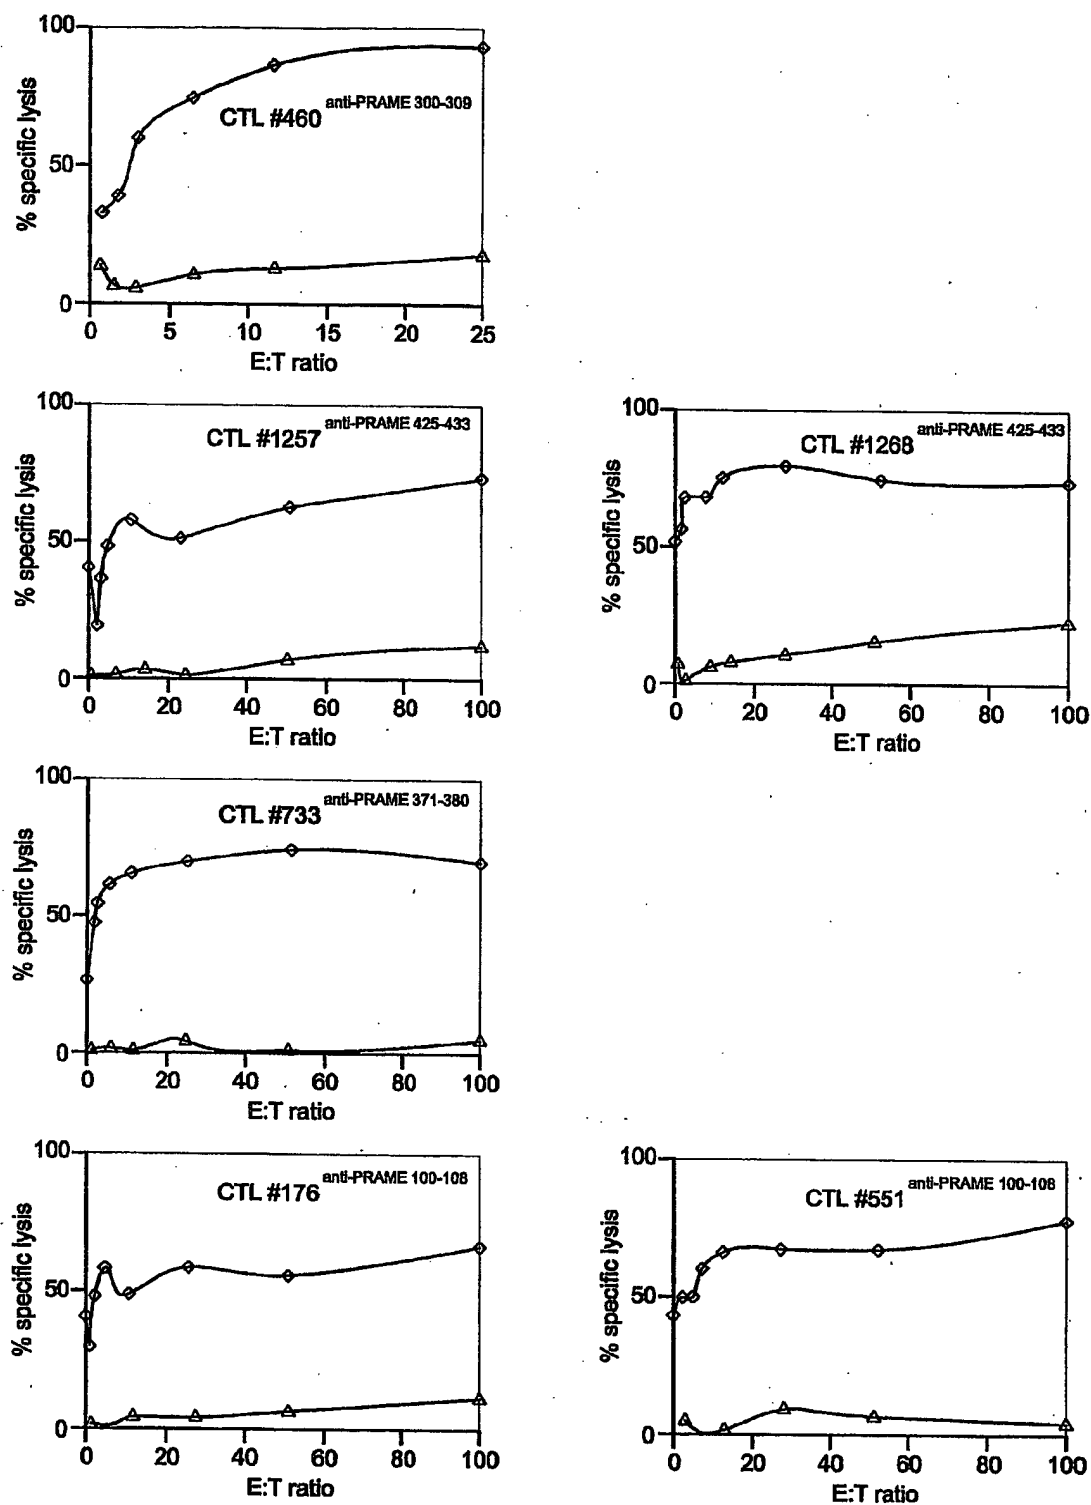 100
50
0
% specific lysis
CTL #460 anti-PRAME 300-309
0 5 10 15 20 25
E:T ratio
100
50
0
% specific lysis
CTL #1257 anti-PRAME 425-433
0 20 40 60 80 100
E:T ratio
100
50
0
% specific lysis
CTL #1268 anti-PRAME 425-433
0 20 40 60 80 100
E:T ratio
100
50
0
% specific lysis
CTL #733 anti-PRAME 371-380
0 20 40 60 80 100
E:T ratio
100
50
0
% specific lysis
CTL #176 anti-PRAME 100-108
0 20 40 60 80 100
E:T ratio
100
50
0
% specific lysis
CTL #551 anti-PRAME 100-108
0 20 40 60 80 100
E:T ratio